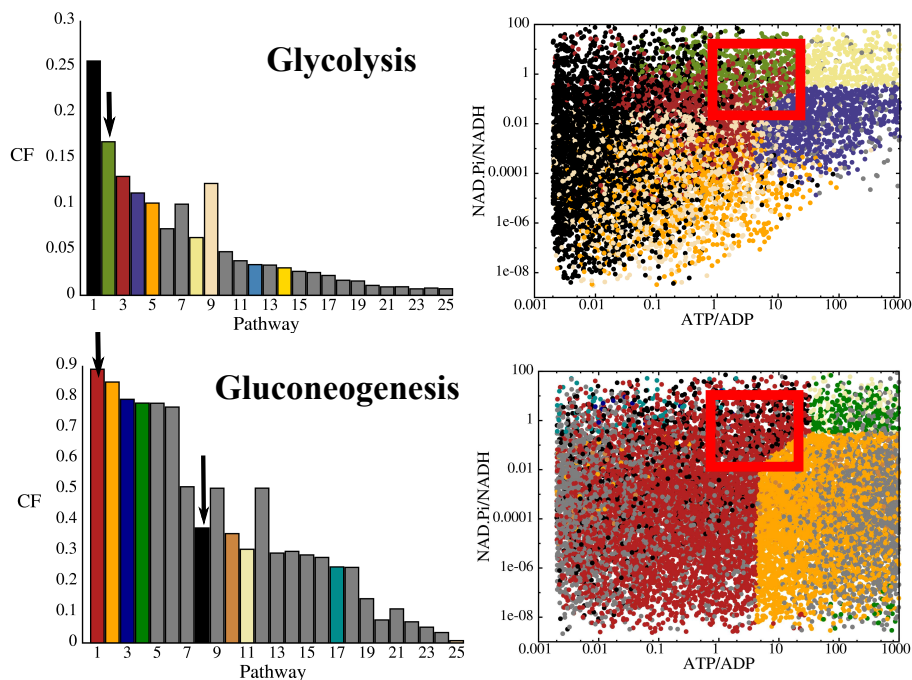 Glycolysis
CF
0.3
0.25
0.2
0.15
0.1
0.05
0
1 3 5 7 9 11 13 15 17 19 21 23 25
Pathway
NAD.Pi/NADH
100
1
0.01
0.0001
1e-06
1e-08
0.001 0.01 0.1 1 10 100 1000
ATP/ADP
Gluconeogenesis
CF
0.9
0.8
0.7
0.6
0.5
0.4
0.3
0.2
0.1
0
1 3 5 7 9 11 13 15 17 19 21 23 25
Pathway
NAD.Pi/NADH
100
1
0.01
0.0001
1e-06
1e-08
0.001 0.01 0.1 1 10 100 1000
ATP/ADP